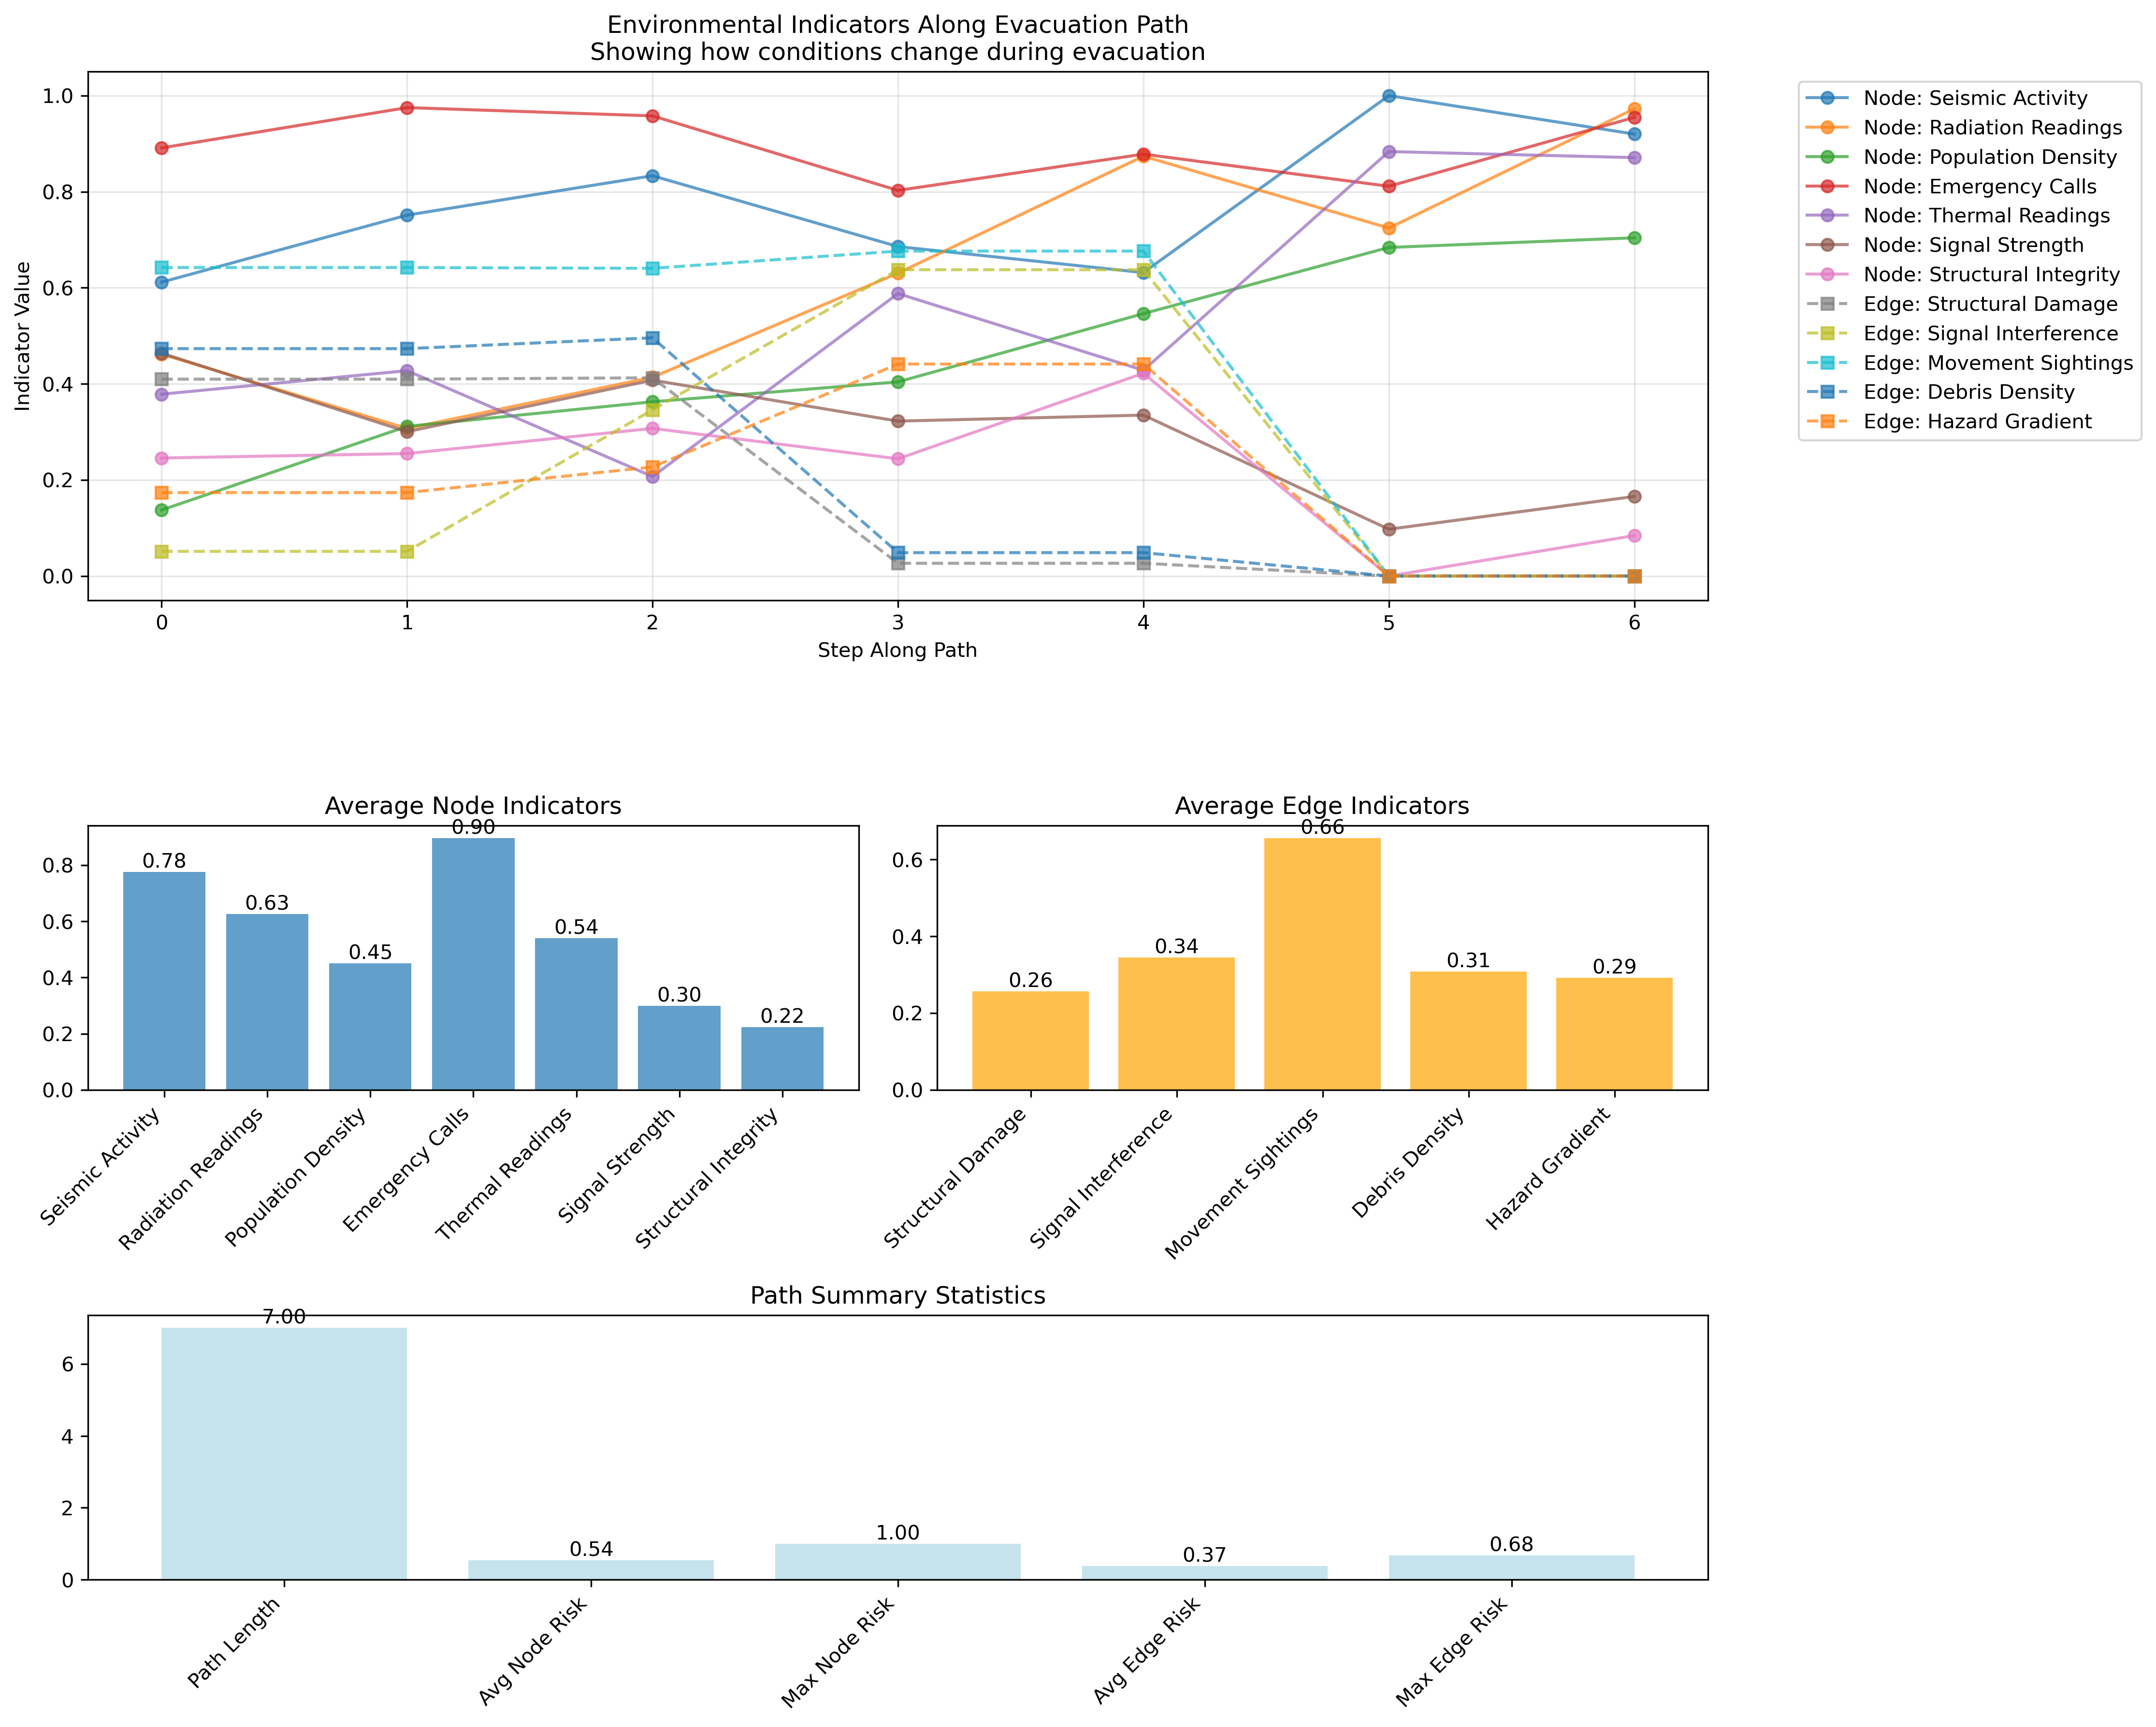 Environmental Indicators Along Evacuation Path
Showing how conditions change during evacuation
Indicator Value
1.0
0.8
0.6
0.4
0.2
0.0
0 1 2 3 4 5 6
Step Along Path
Node: Seismic Activity
Node: Radiation Readings
Node: Population Density
Node: Emergency Calls
Node: Thermal Readings
Node: Signal Strength
Node: Structural Integrity
Edge: Structural Damage
Edge: Signal Interference
Edge: Movement Sightings
Edge: Debris Density
Edge: Hazard Gradient
Average Node Indicators
0.8
0.6
0.4
0.2
0.0
0.78
0.63
0.45
0.90
0.54
0.30
0.22
Seismic Activity
Radiation Readings
Population Density
Emergency Calls
Thermal Readings
Signal Strength
Structural Integrity
Average Edge Indicators
0.6
0.4
0.2
0.0
0.26
0.34
0.66
0.31
0.29
Structural Damage
Signal Interference
Movement Sightings
Debris Density
Hazard Gradient
Path Summary Statistics
6
4
2
0
7.00
0.54
1.00
0.37
0.68
Path Length
Avg Node Risk
Max Node Risk
Avg Edge Risk
Max Edge Risk